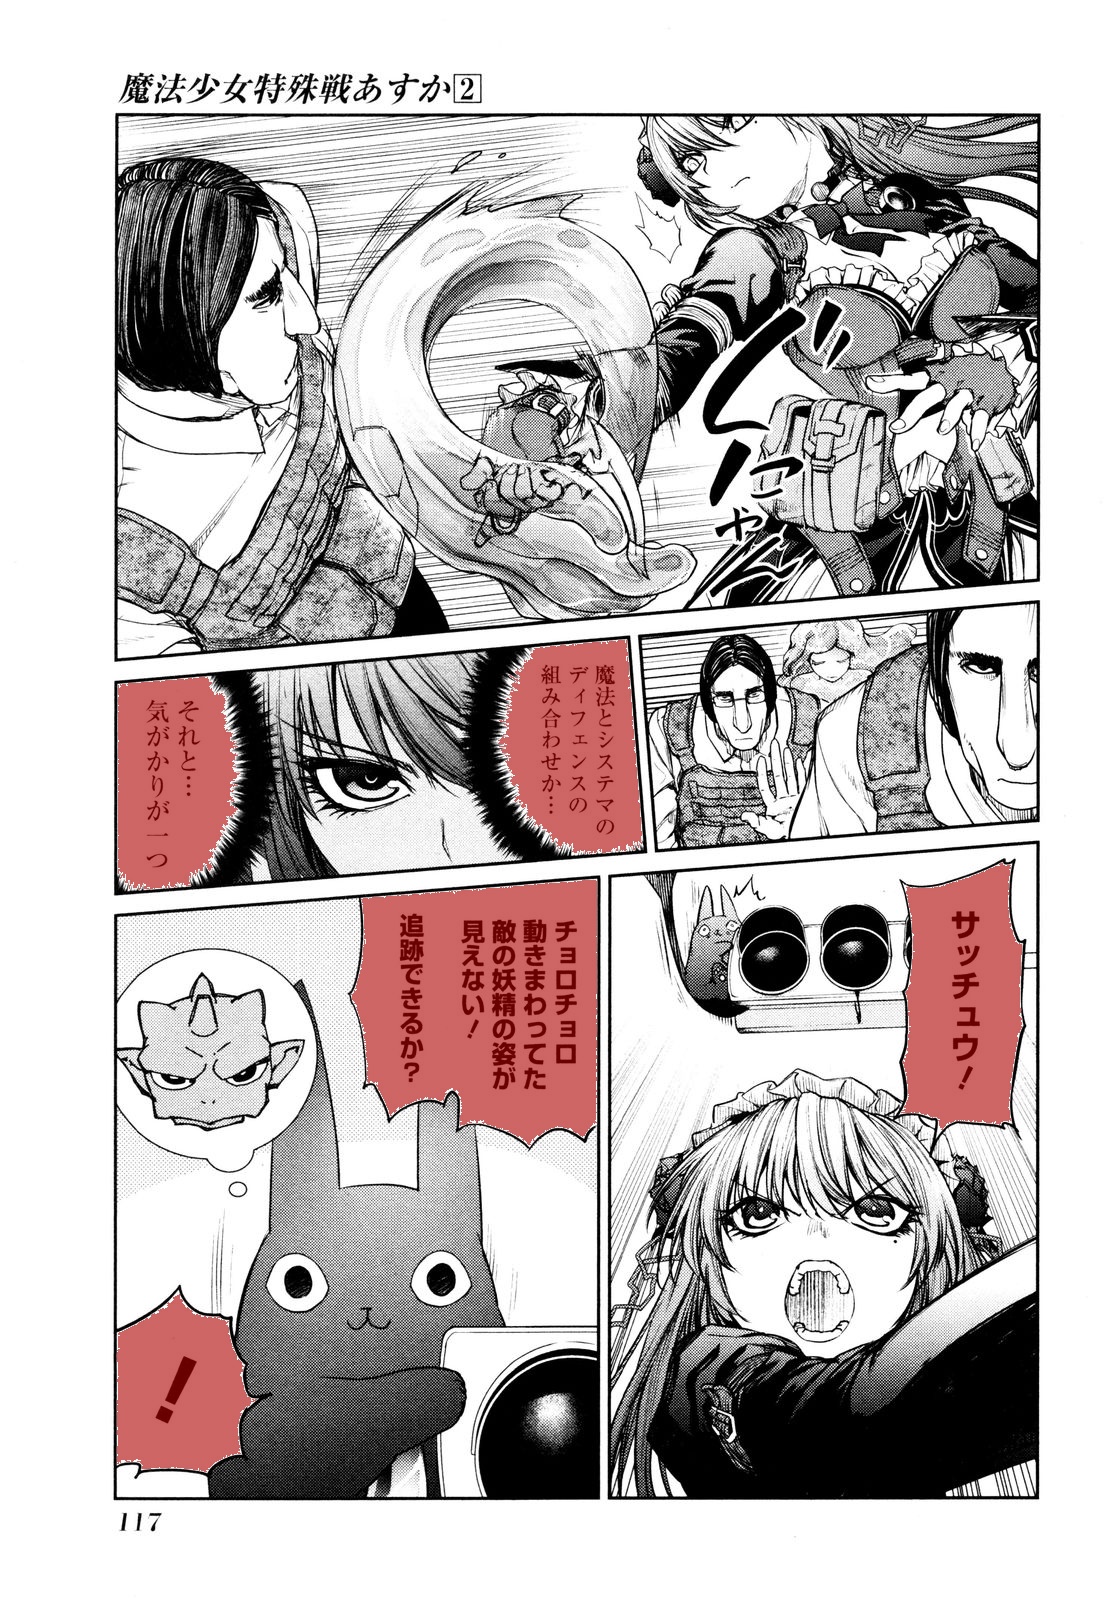 魔法少女特殊戦あすか2
ぐにゃん
魔法とシステマの
ディフェンスの
組み合わせか…
それと…
気がかりが一つ
サッチュウ！
チョロチョロ
動きまわってた
敵の妖精の姿が
見えない！
追跡できるか？
！
117